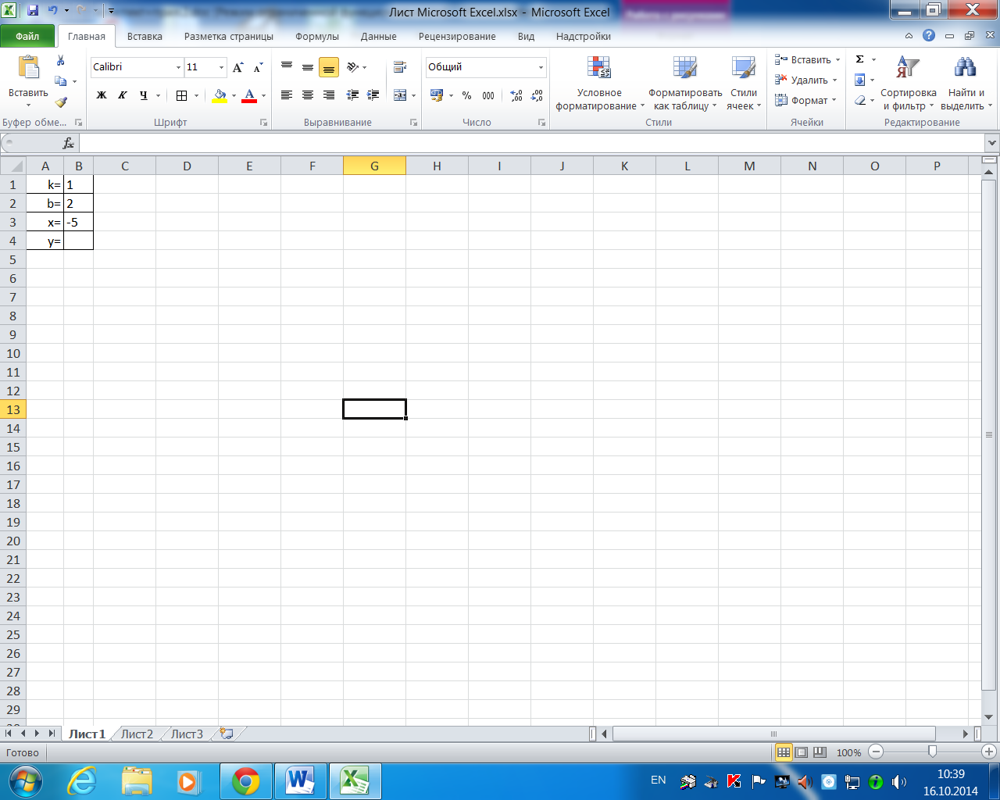 Лист Microsoft Excel.xlsx - Microsoft Excel
Файл Главная Вставка Разметка страницы Формулы Данные Рецензирование Вид Надстройки
Вставить
Calibri 11
Ж К Ч
Общий
% 000
Условное форматирование
Форматировать как таблицу
Стили ячеек
Вставить
Удалить
Формат
Σ
Сортировка и фильтр
Найти и выделить
Буфер обме... Шрифт Выравнивание Число Стили Ячейки Редактирование
fx
A B C D E F G H I J K L M N O P
1 k= 1
2 b= 2
3 x= -5
4 y=
5
6
7
8
9
10
11
12
13
14
15
16
17
18
19
20
21
22
23
24
25
26
27
28
29
Лист1 Лист2 Лист3
Готово 100%
EN 10:39
16.10.2014